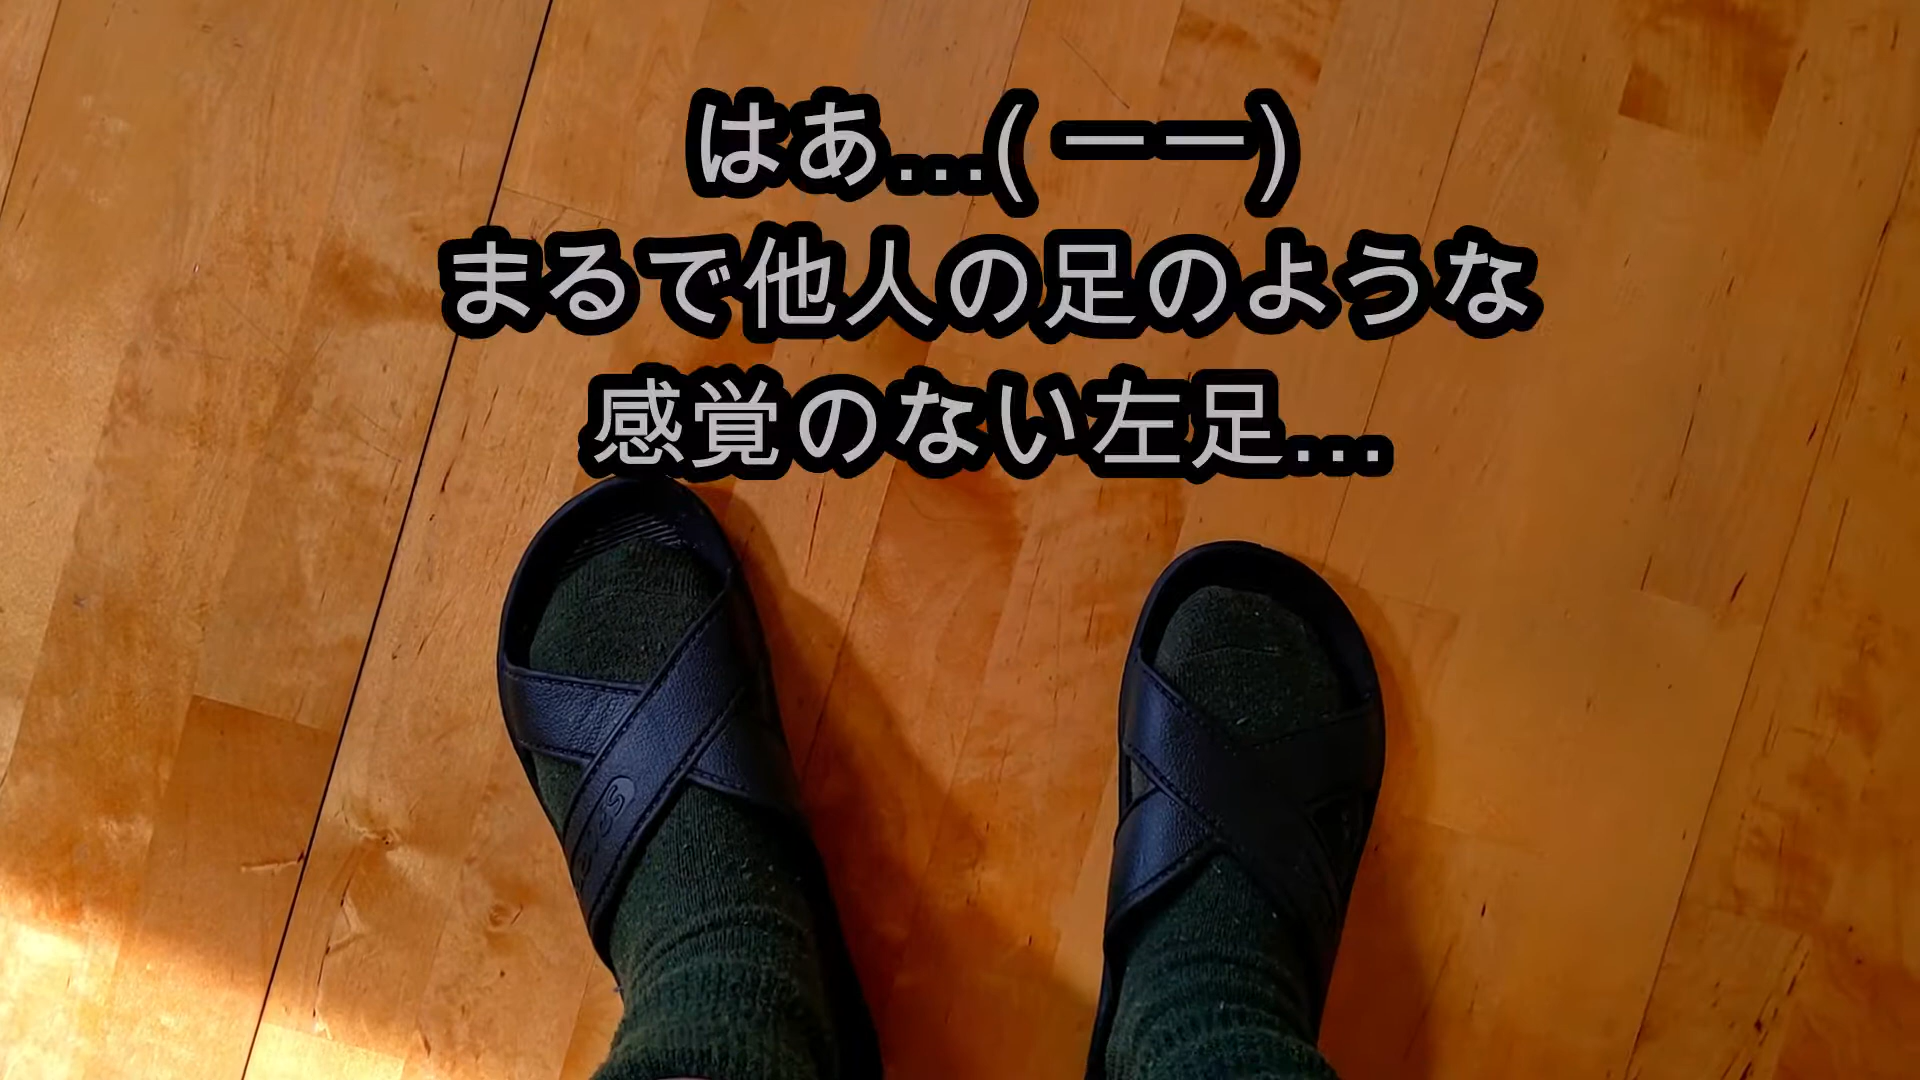 はあ…( ーー)
まるで他人の足のような
感覚のない左足…